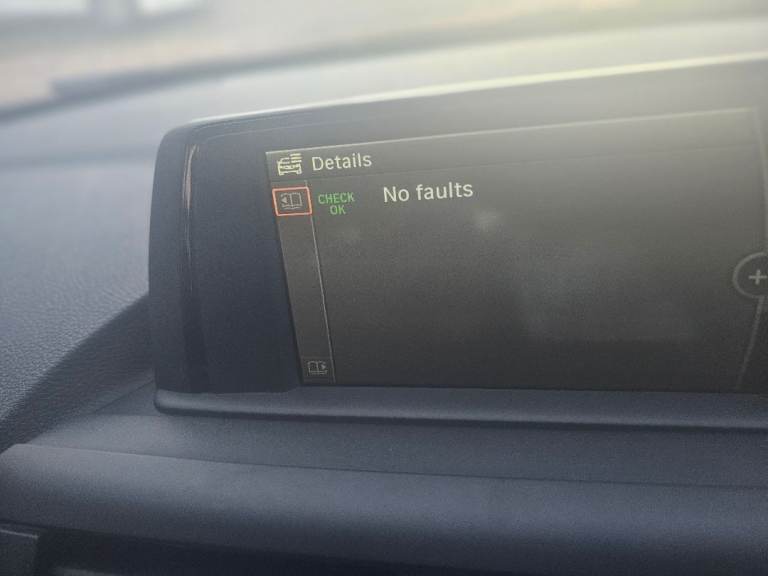 Details
CHECK
OK
No faults